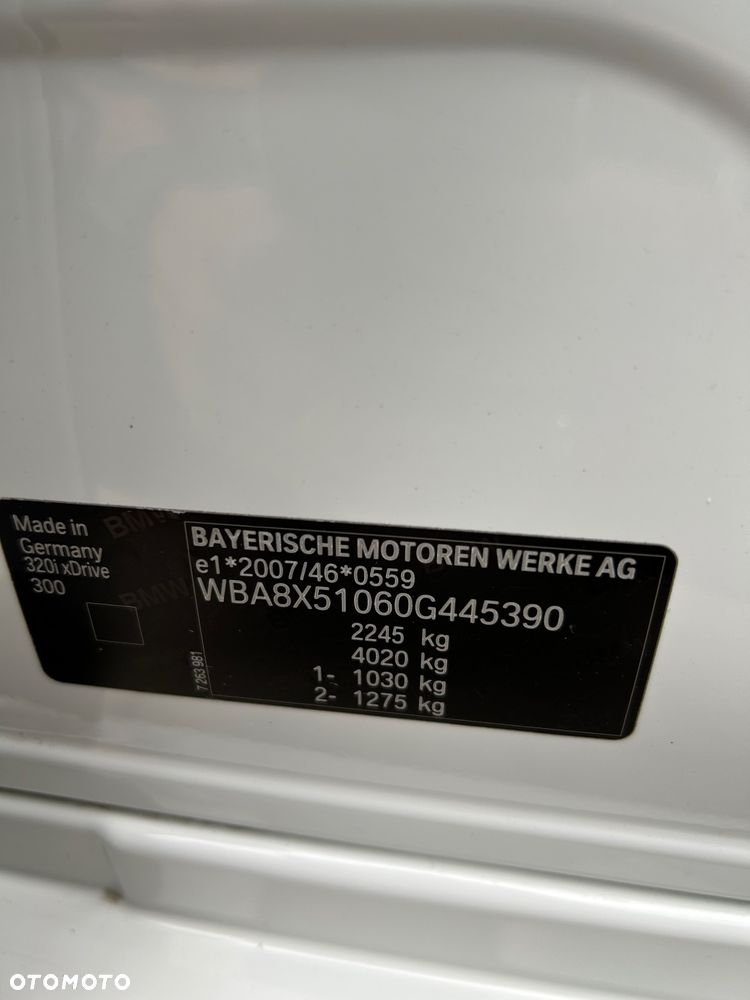 Made in
Germany
320i xDrive
300
7 263 981
BAYERISCHE MOTOREN WERKE AG
e1*2007/46*0559
WBA8X51060G445390
2245 kg
4020 kg
1- 1030 kg
2- 1275 kg
OTOMOTO